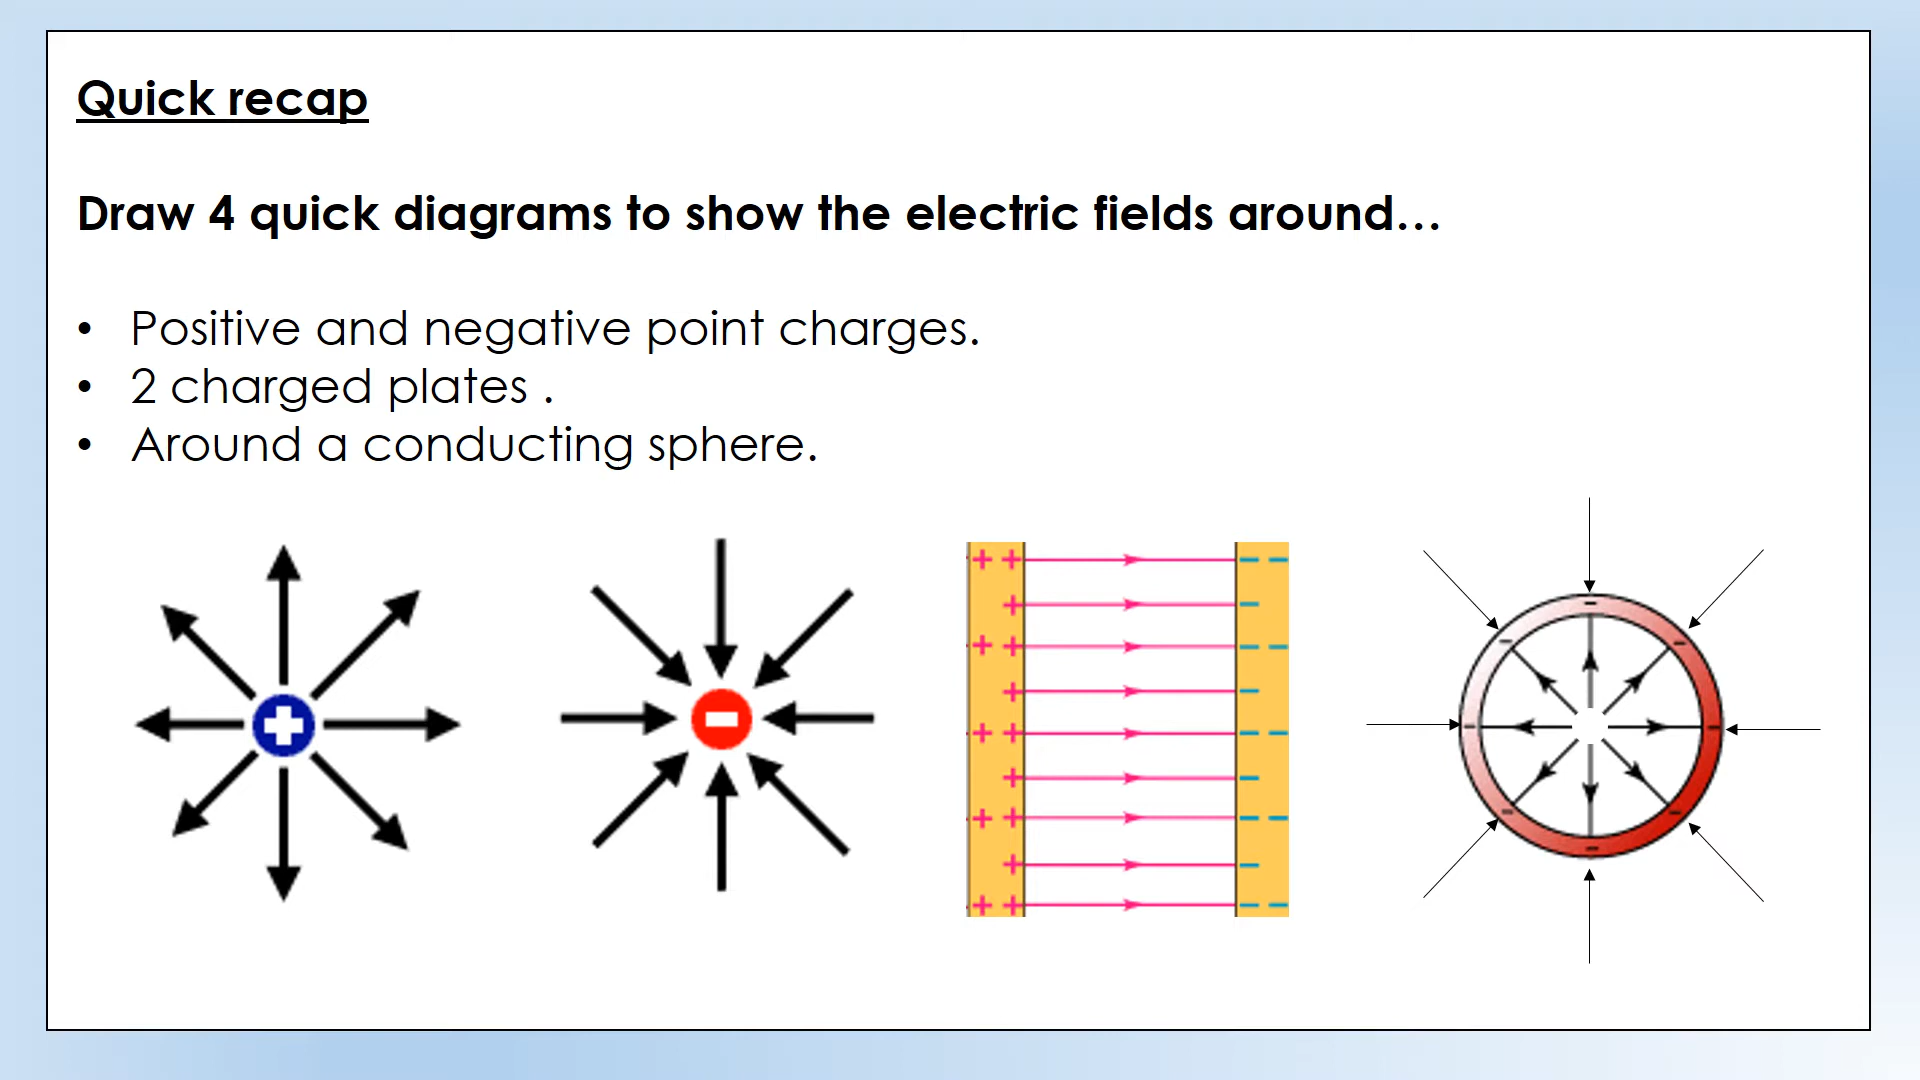 Quick recap
Draw 4 quick diagrams to show the electric fields around…
• Positive and negative point charges.
• 2 charged plates .
• Around a conducting sphere.